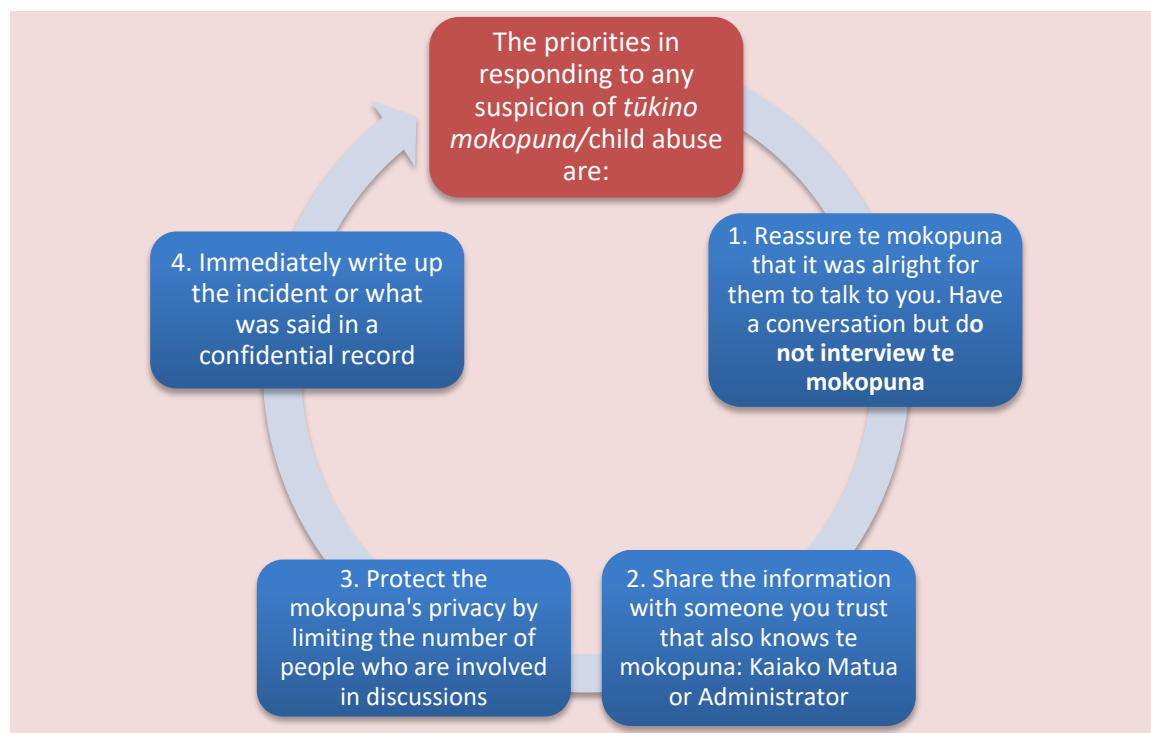 The priorities in
responding to any
suspicion of tūkino
mokopuna/child abuse
are:
1. Reassure te mokopuna
that it was alright for
them to talk to you. Have
a conversation but do
not interview te
mokopuna
2. Share the information
with someone you trust
that also knows te
mokopuna: Kaiako Matua
or Administrator
3. Protect the
mokopuna's privacy by
limiting the number of
people who are involved
in discussions
4. Immediately write up
the incident or what
was said in a
confidential record